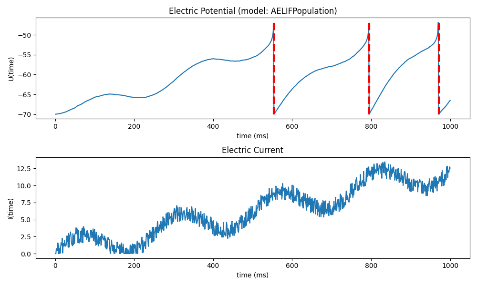 Electric Potential (model: AELIFPopulation)
U(time)
−50
−55
−60
−65
−70
0 200 400 600 800 1000
time (ms)
Electric Current
I(time)
12.5
10.0
7.5
5.0
2.5
0.0
0 200 400 600 800 1000
time (ms)